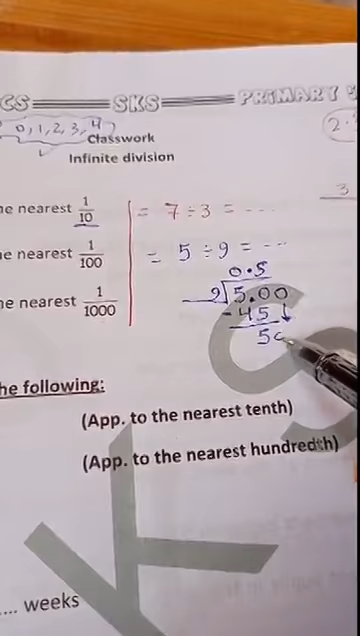 CS SKS PRIMARY 5
0, 1, 2, 3, 4 Classwork
Infinite division
2.
3
he nearest 1/10 = 7 ÷ 3 = ----
he nearest 1/100 = 5 ÷ 9 = ---
0.5
9 5.00
he nearest 1/1000 - 45 ↓
50
he following:
(App. to the nearest tenth)
(App. to the nearest hundredth)
K S
.... weeks